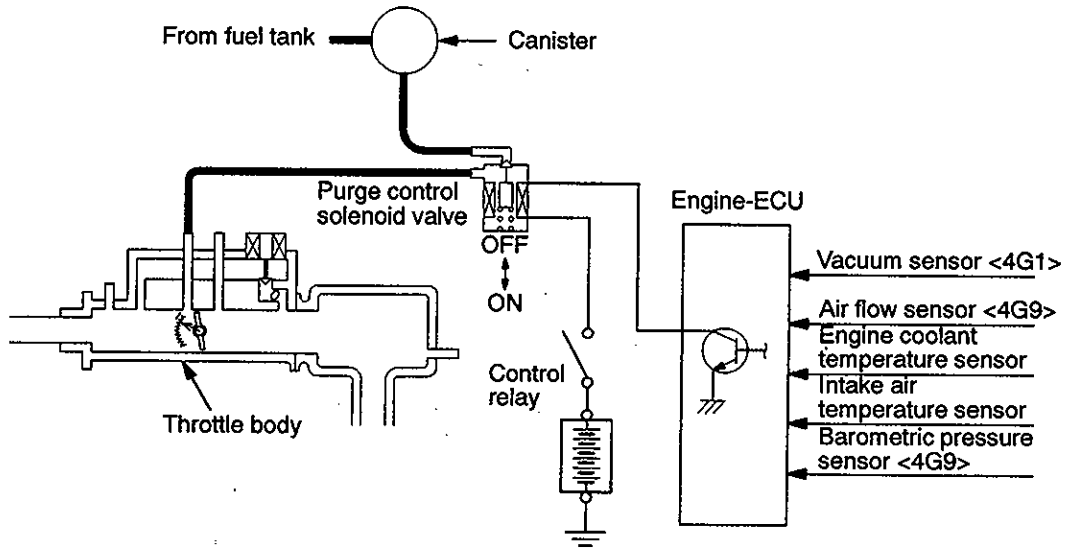 From fuel tank
Canister
Purge control
solenoid valve
OFF
ON
Engine-ECU
Vacuum sensor <4G1>
Air flow sensor <4G9>
Engine coolant
temperature sensor
Intake air
temperature sensor
Barometric pressure
sensor <4G9>
Control
relay
Throttle body